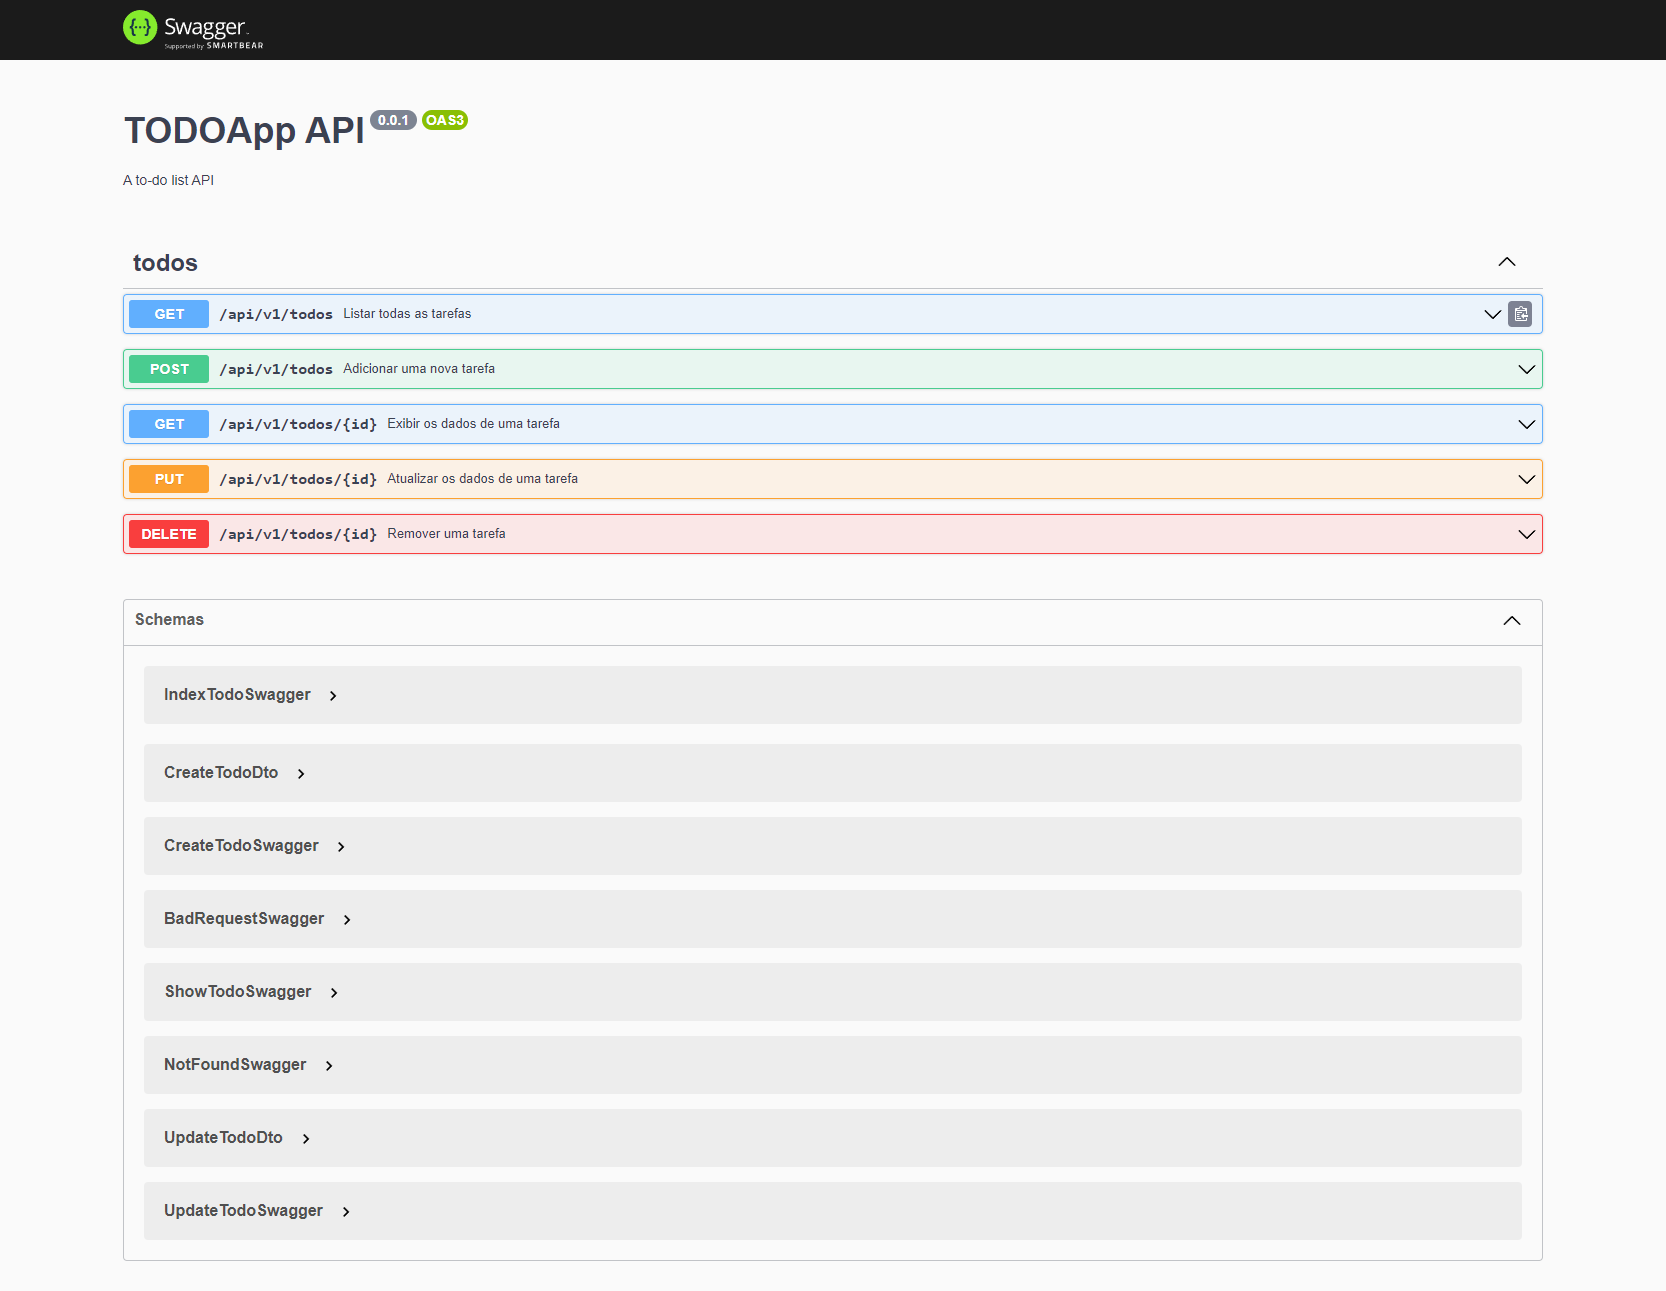 Swagger
Supported by SMARTBEAR
TODOApp API 0.0.1 OAS3
A to-do list API
todos
GET /api/v1/todos Listar todas as tarefas
POST /api/v1/todos Adicionar uma nova tarefa
GET /api/v1/todos/{id} Exibir os dados de uma tarefa
PUT /api/v1/todos/{id} Atualizar os dados de uma tarefa
DELETE /api/v1/todos/{id} Remover uma tarefa
Schemas
IndexTodoSwagger
CreateTodoDto
CreateTodoSwagger
BadRequestSwagger
ShowTodoSwagger
NotFoundSwagger
UpdateTodoDto
UpdateTodoSwagger